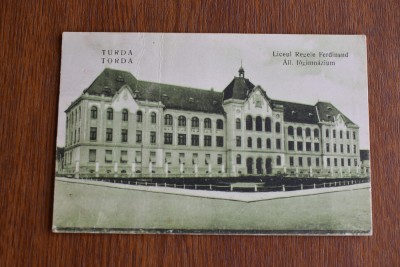 TURDA
TORDA
Liceul Regele Ferdinand
Áll. főgimnázium